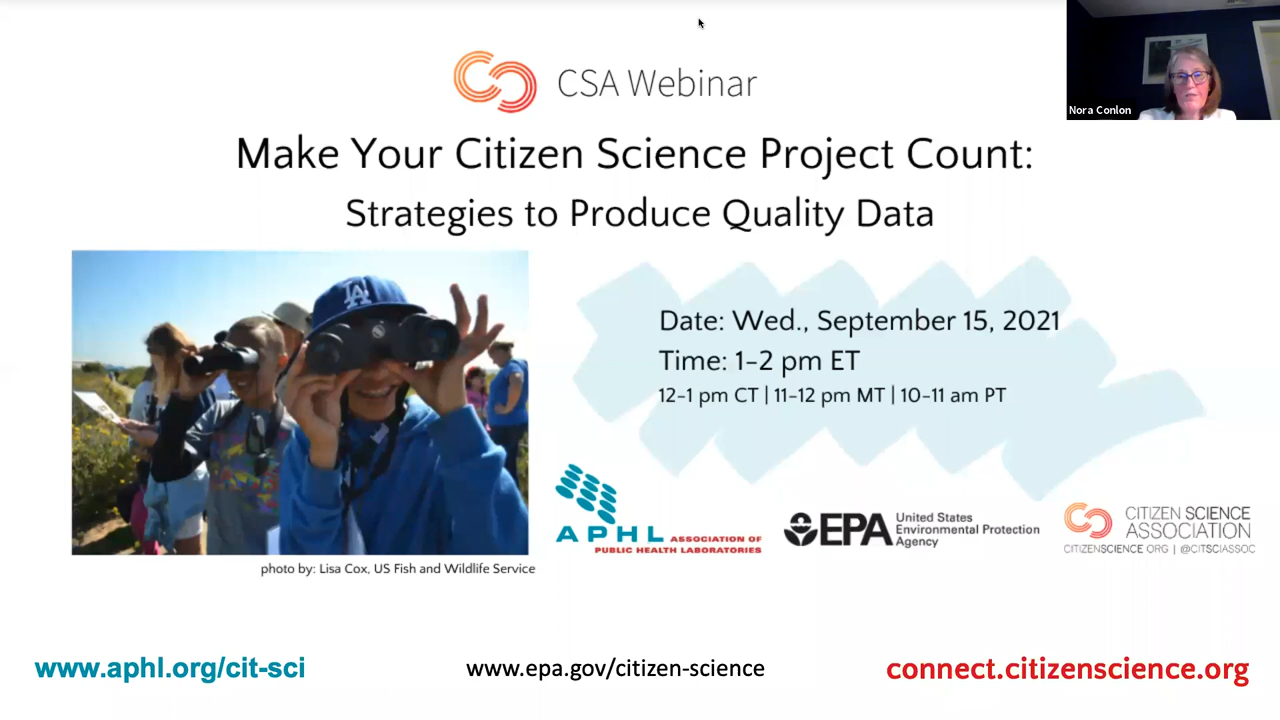 CSA Webinar
Nora Conlon
Make Your Citizen Science Project Count:
Strategies to Produce Quality Data
LA
Date: Wed., September 15, 2021
Time: 1–2 pm ET
12-1 pm CT | 11-12 pm MT | 10-11 am PT
photo by: Lisa Cox, US Fish and Wildlife Service
APHL ASSOCIATION OF
PUBLIC HEALTH LABORATORIES
EPA United States
Environmental Protection
Agency
CITIZEN SCIENCE
ASSOCIATION
CITIZENSCIENCE.ORG | @CITSCIASSOC
www.aphl.org/cit-sci
www.epa.gov/citizen-science
connect.citizenscience.org